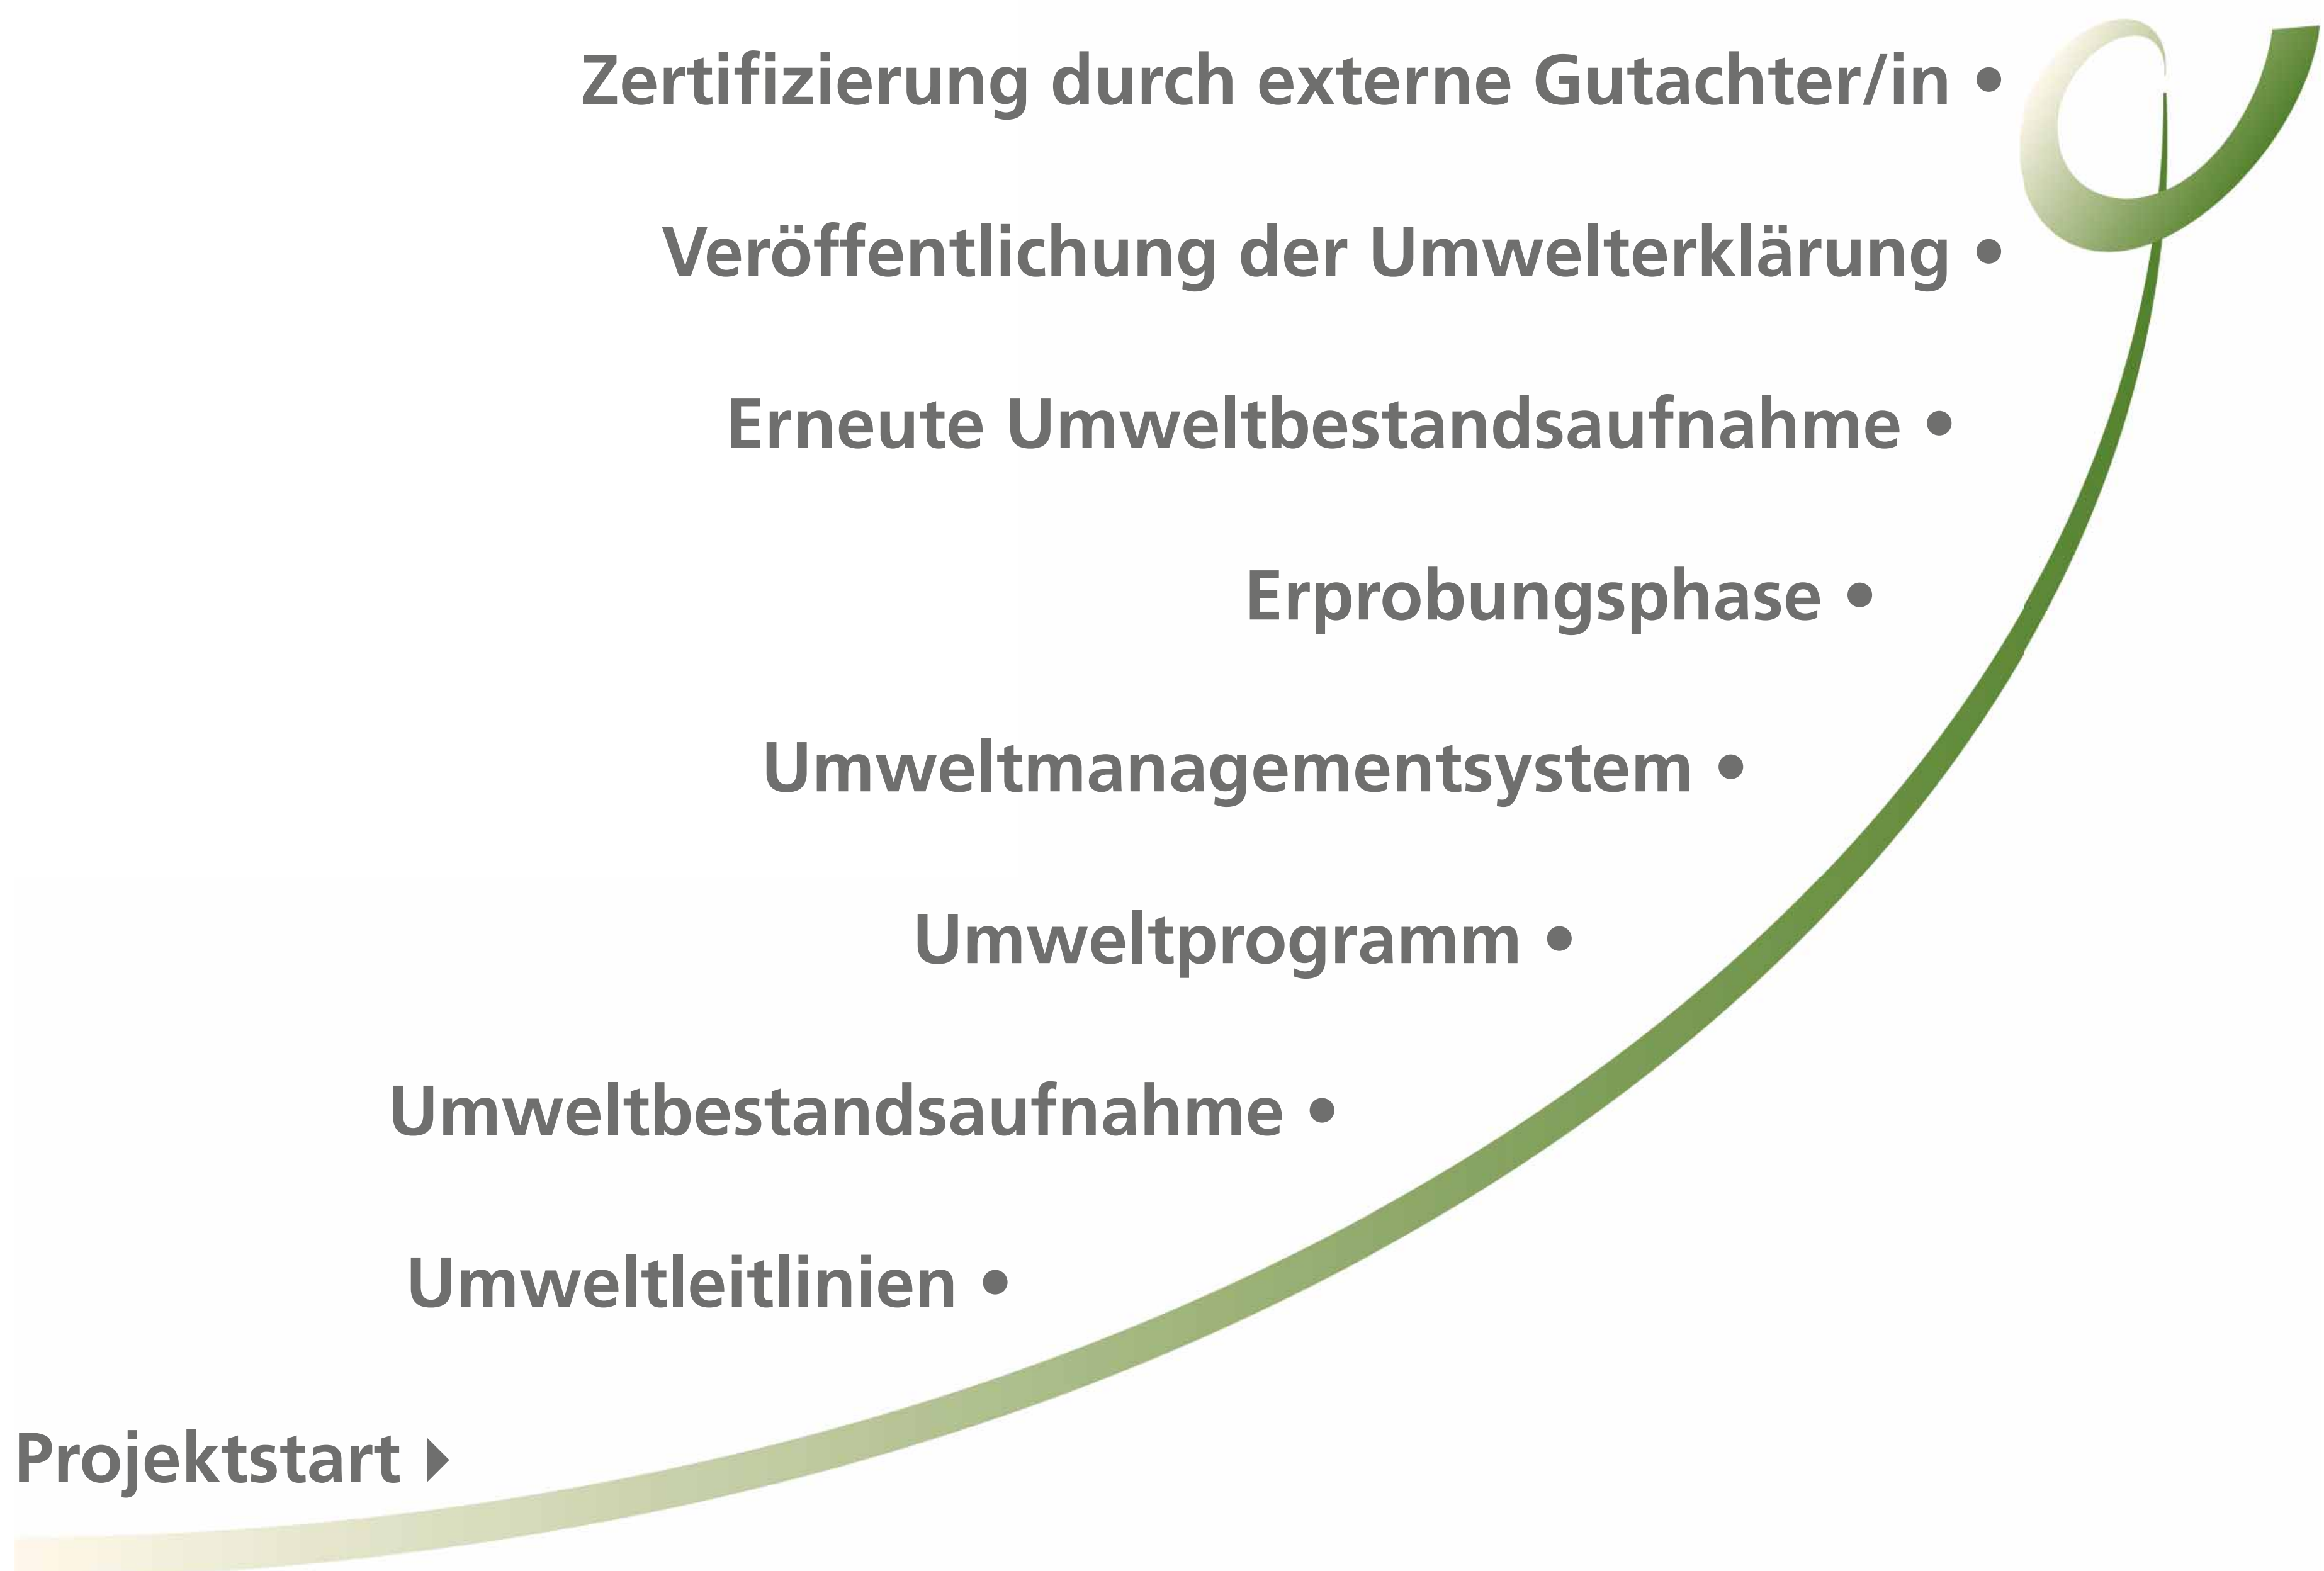 Zertifizierung durch externe Gutachter/in •
Veröffentlichung der Umwelterklärung •
Erneute Umweltbestandsaufnahme •
Erprobungsphase •
Umweltmanagementsystem •
Umweltprogramm •
Umweltbestandsaufnahme •
Umweltleitlinien •
Projektstart